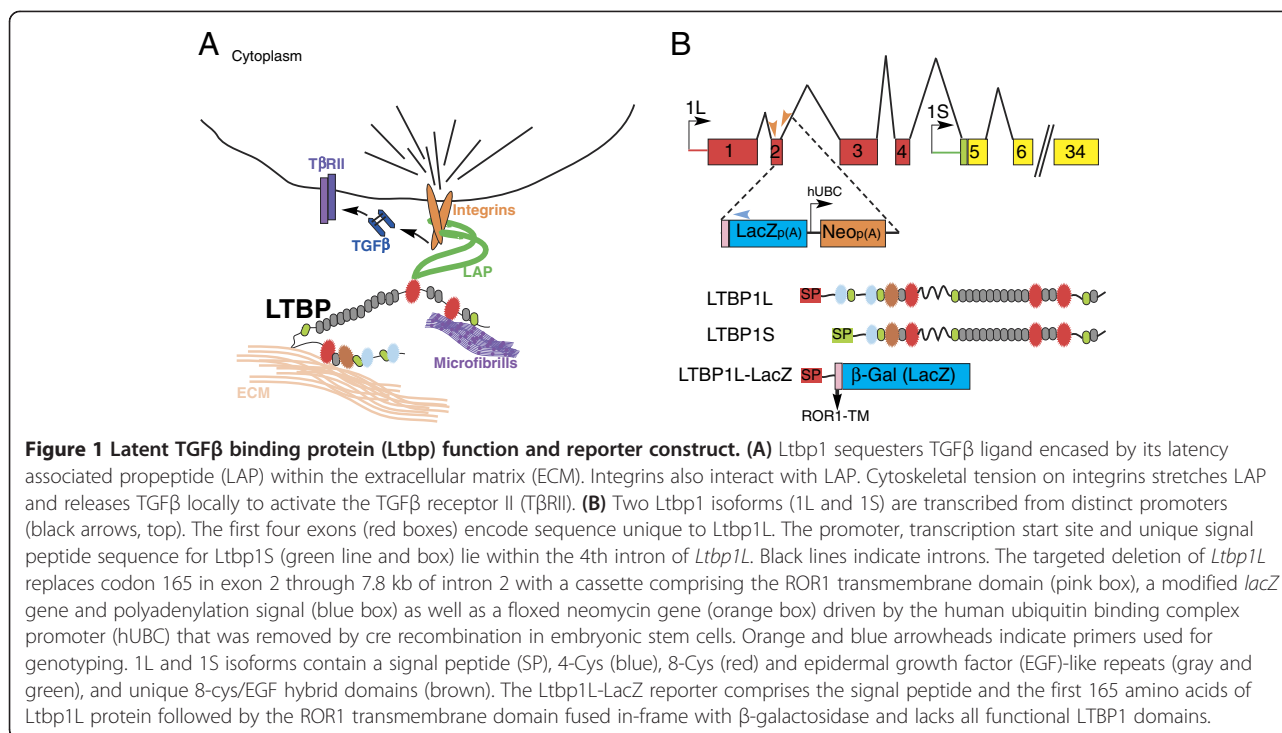 A
Cytoplasm
TβRII
Integrins
TGFβ
LAP
LTBP
Microfibrills
ECM
B
1L
1S
1
2
3
4
5
6
34
hUBC
LacZp(A)
Neop(A)
LTBP1L
SP
LTBP1S
SP
LTBP1L-LacZ
SP
β-Gal (LacZ)
ROR1-TM
Figure 1 Latent TGFβ binding protein (Ltbp) function and reporter construct. (A) Ltbp1 sequesters TGFβ ligand encased by its latency
associated propeptide (LAP) within the extracellular matrix (ECM). Integrins also interact with LAP. Cytoskeletal tension on integrins stretches LAP
and releases TGFβ locally to activate the TGFβ receptor II (TβRII). (B) Two Ltbp1 isoforms (1L and 1S) are transcribed from distinct promoters
(black arrows, top). The first four exons (red boxes) encode sequence unique to Ltbp1L. The promoter, transcription start site and unique signal
peptide sequence for Ltbp1S (green line and box) lie within the 4th intron of Ltbp1L. Black lines indicate introns. The targeted deletion of Ltbp1L
replaces codon 165 in exon 2 through 7.8 kb of intron 2 with a cassette comprising the ROR1 transmembrane domain (pink box), a modified lacZ
gene and polyadenylation signal (blue box) as well as a floxed neomycin gene (orange box) driven by the human ubiquitin binding complex
promoter (hUBC) that was removed by cre recombination in embryonic stem cells. Orange and blue arrowheads indicate primers used for
genotyping. 1L and 1S isoforms contain a signal peptide (SP), 4-Cys (blue), 8-Cys (red) and epidermal growth factor (EGF)-like repeats (gray and
green), and unique 8-cys/EGF hybrid domains (brown). The Ltbp1L-LacZ reporter comprises the signal peptide and the first 165 amino acids of
Ltbp1L protein followed by the ROR1 transmembrane domain fused in-frame with β-galactosidase and lacks all functional LTBP1 domains.